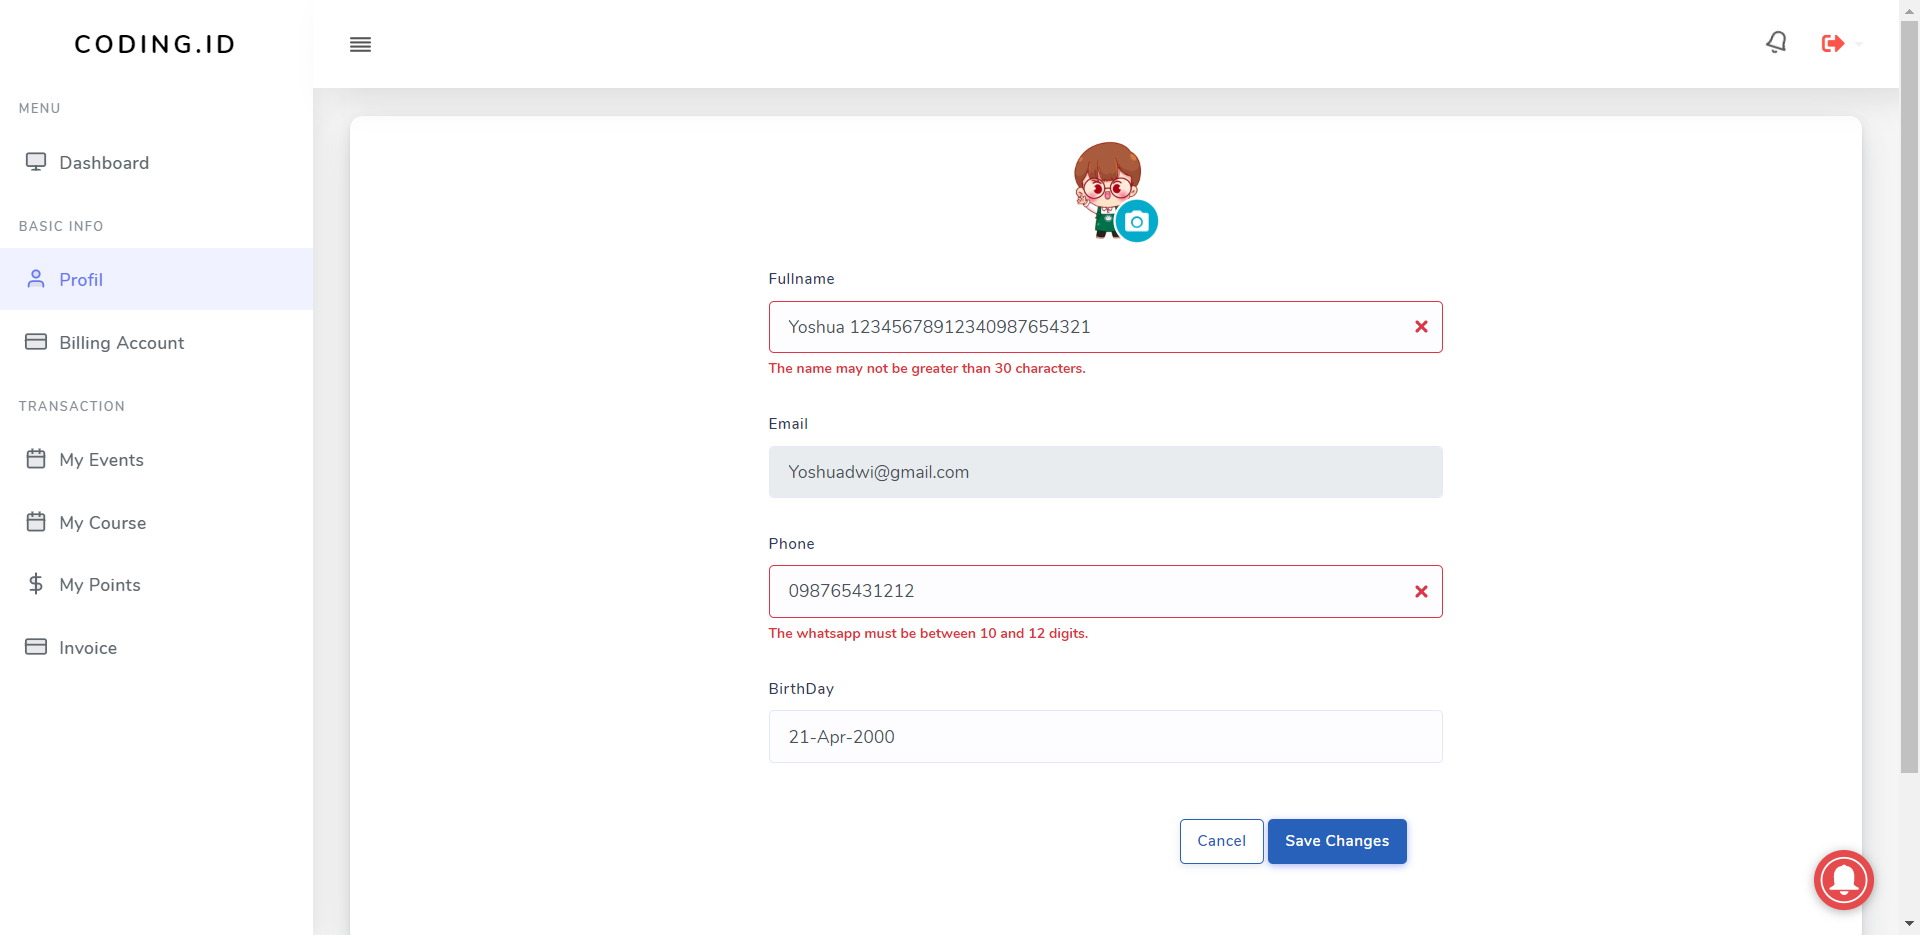 CODING.ID
MENU
Dashboard
BASIC INFO
Profil
Billing Account
TRANSACTION
My Events
My Course
My Points
Invoice
Fullname
Yoshua 12345678912340987654321
The name may not be greater than 30 characters.
Email
Yoshuadwi@gmail.com
Phone
098765431212
The whatsapp must be between 10 and 12 digits.
BirthDay
21-Apr-2000
Cancel
Save Changes